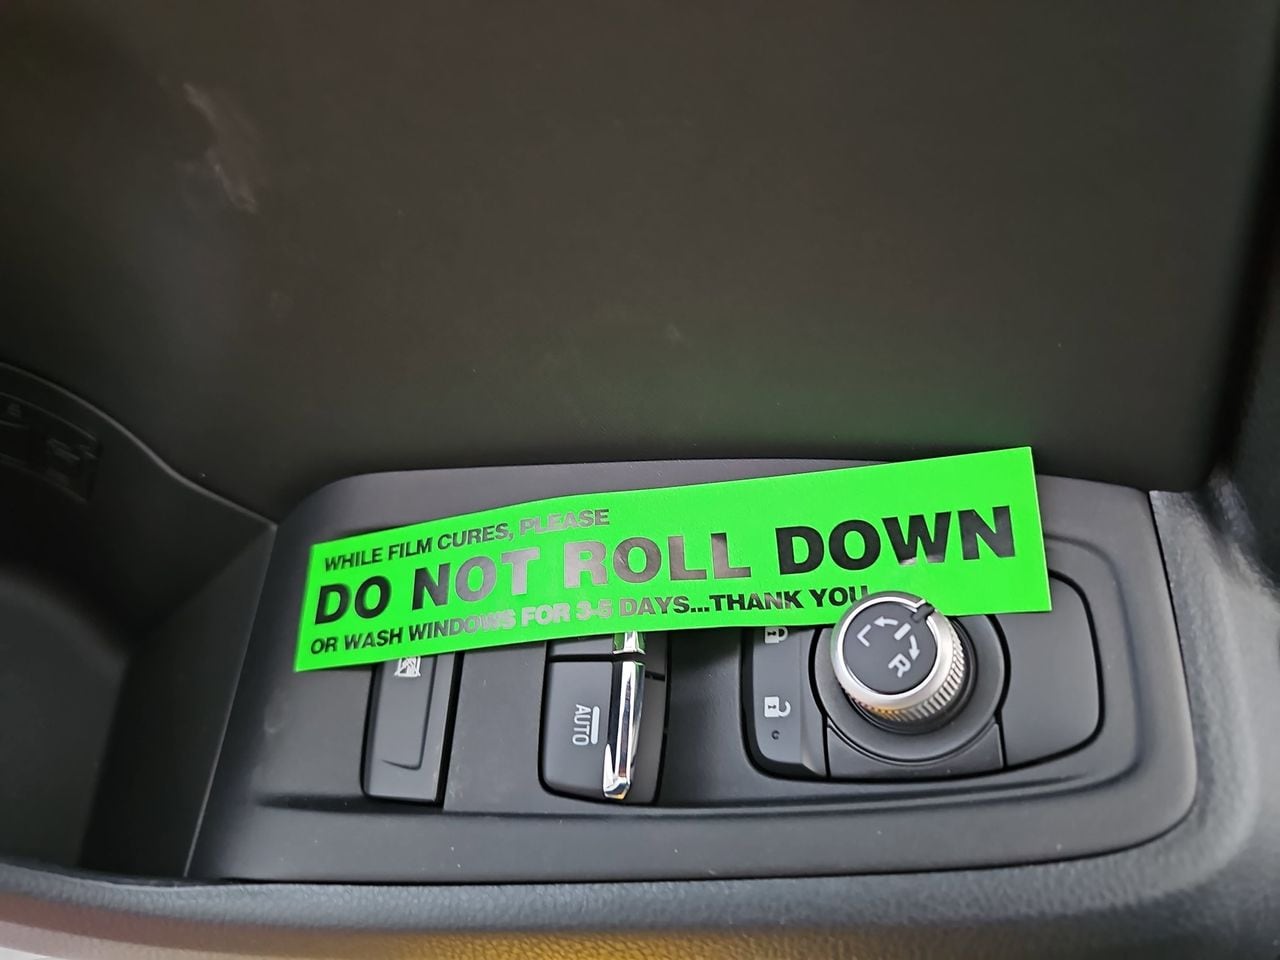 WHILE FILM CURES, PLEASE
DO NOT ROLL DOWN
OR WASH WINDOWS FOR 3-5 DAYS...THANK YOU
L
R
AUTO